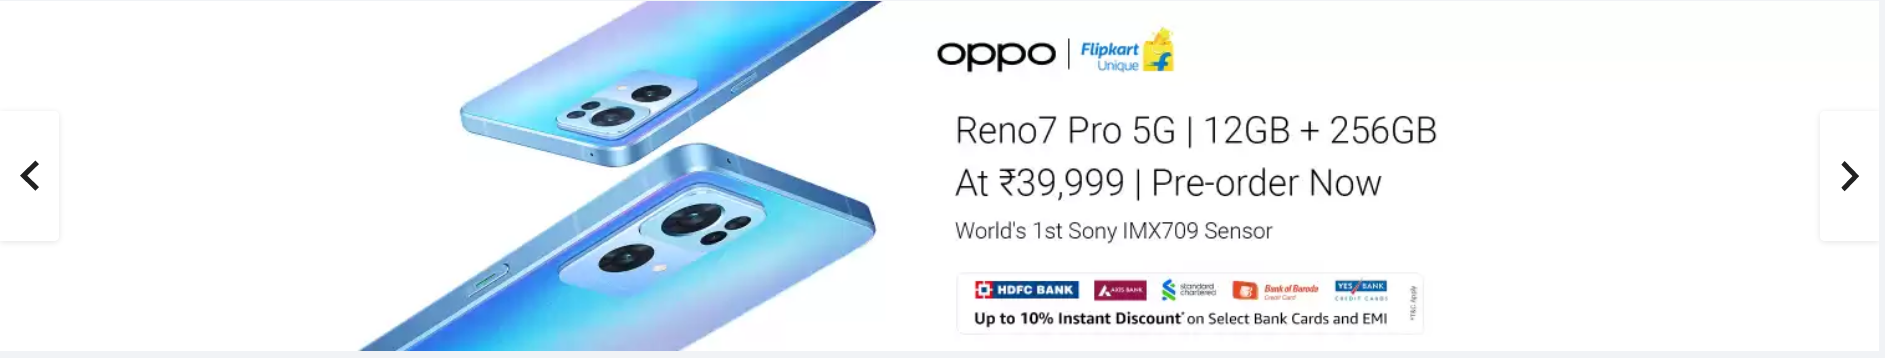 oppo | Flipkart Unique
Reno7 Pro 5G | 12GB + 256GB
At ₹39,999 | Pre-order Now
World's 1st Sony IMX709 Sensor
HDFC BANK AXIS BANK standard chartered Bank of Baroda Credit Card YES BANK CREDIT CARDS
Up to 10% Instant Discount* on Select Bank Cards and EMI
*T&C Apply